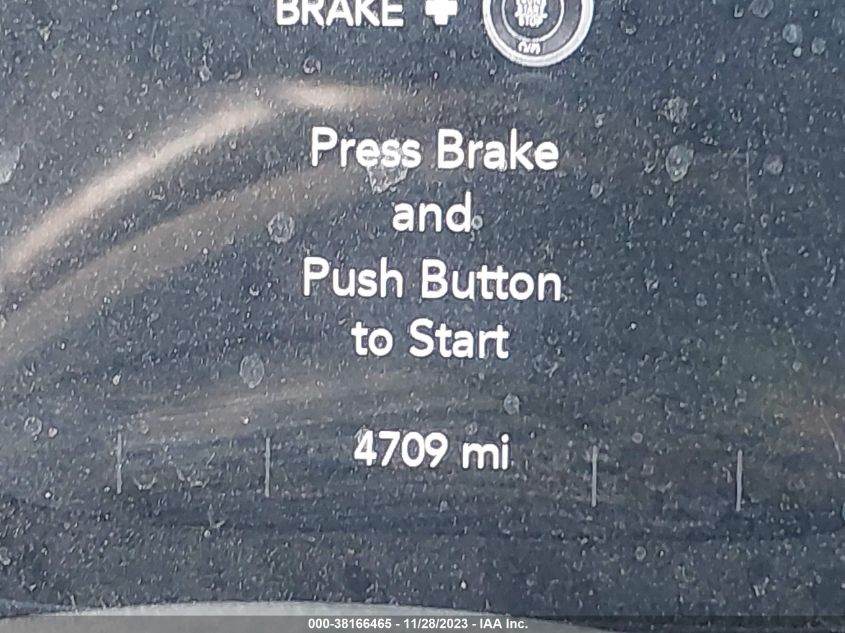 BRAKE +
Press Brake
and
Push Button
to Start
4709 mi
000-38166465 - 11/28/2023 - IAA Inc.